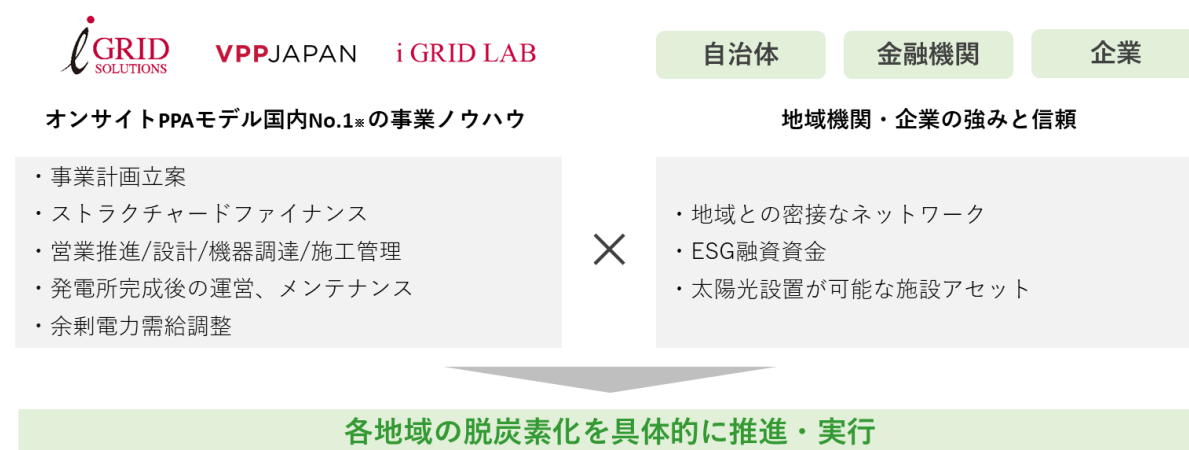 i GRID SOLUTIONS
VPP JAPAN
i GRID LAB
自治体
金融機関
企業
オンサイトPPAモデル国内No.1※の事業ノウハウ
地域機関・企業の強みと信頼
・事業計画立案
・ストラクチャードファイナンス
・営業推進/設計/機器調達/施工管理
・発電所完成後の運営、メンテナンス
・余剰電力需給調整
×
・地域との密接なネットワーク
・ESG融資資金
・太陽光設置が可能な施設アセット
各地域の脱炭素化を具体的に推進・実行